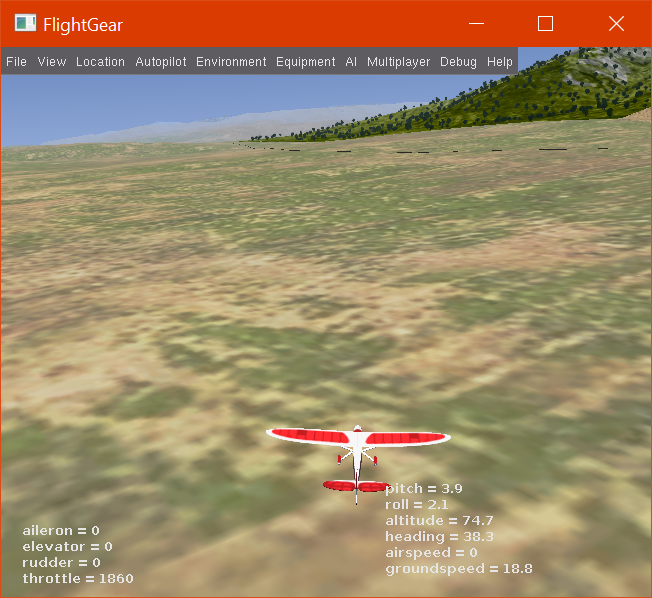 FlightGear
File View Location Autopilot Environment Equipment AI Multiplayer Debug Help
pitch = 3.9
roll = 2.1
altitude = 74.7
heading = 38.3
airspeed = 0
groundspeed = 18.8
aileron = 0
elevator = 0
rudder = 0
throttle = 1860